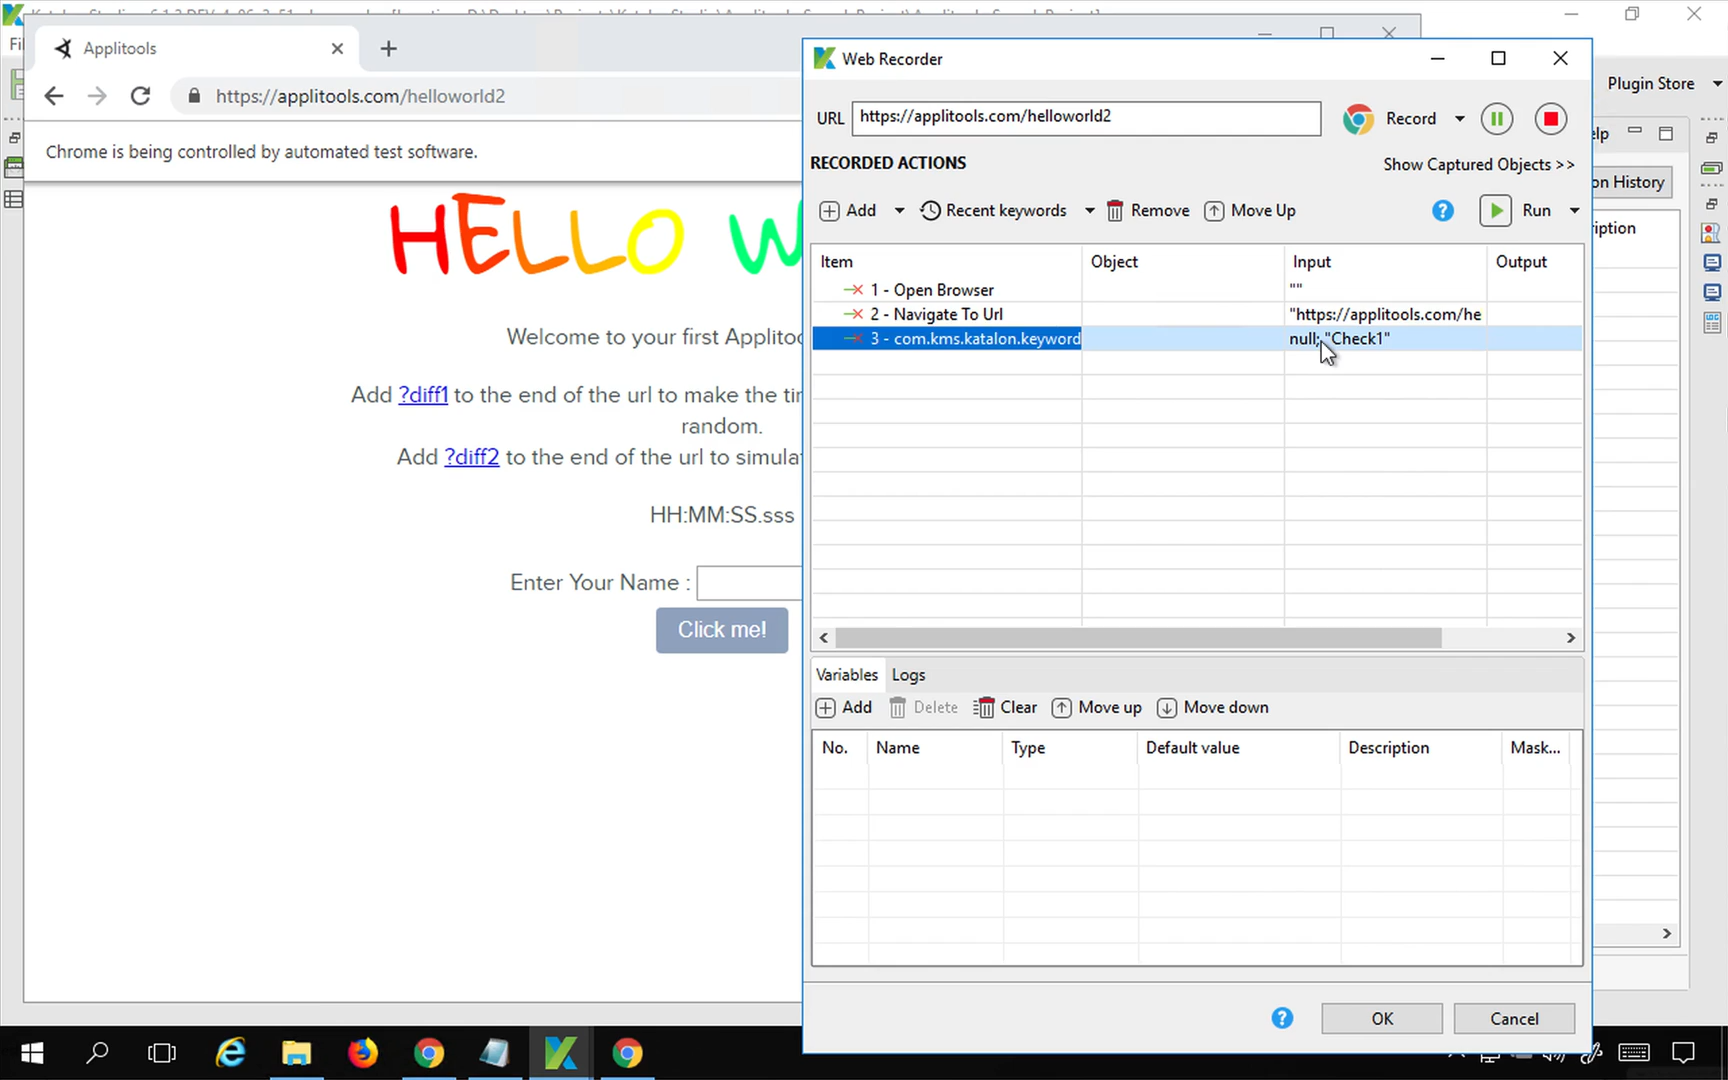 Applitools
https://applitools.com/helloworld2
Chrome is being controlled by automated test software.
HELLO W
Welcome to your first Applito
Add ?diff1 to the end of the url to make the ti
random.
Add ?diff2 to the end of the url to simula
HH:MM:SS.sss
Enter Your Name :
Click me!
Fi
Plugin Store
elp
on History
iption
Web Recorder
URL https://applitools.com/helloworld2 Record
RECORDED ACTIONS Show Captured Objects >>
Add Recent keywords Remove Move Up Run
Item Object Input Output
1 - Open Browser ""
2 - Navigate To Url "https://applitools.com/he
3 - com.kms.katalon.keyword null; "Check1"
Variables Logs
Add Delete Clear Move up Move down
No. Name Type Default value Description Mask...
OK Cancel